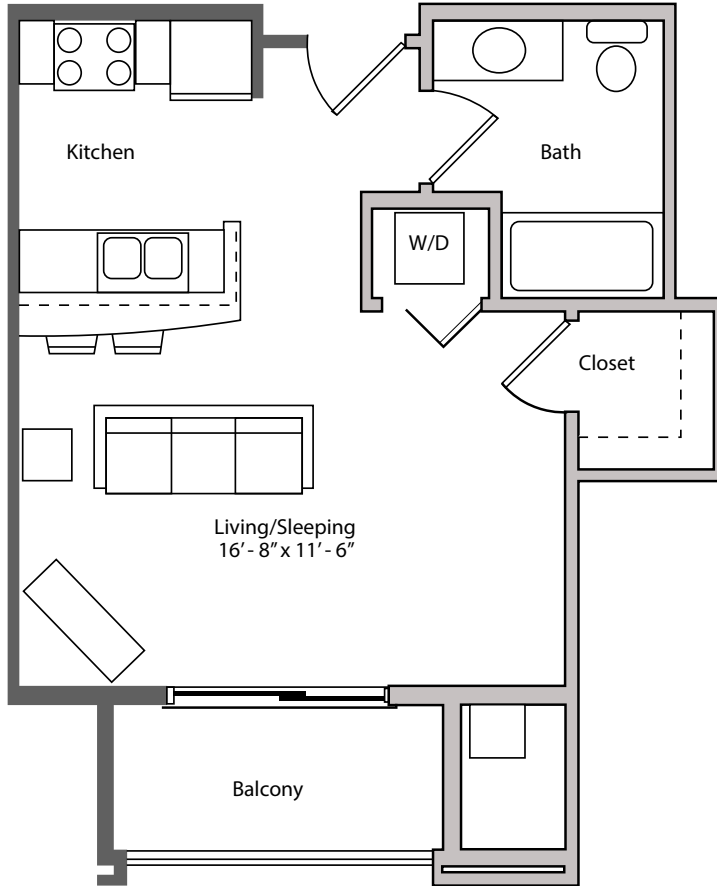 Kitchen
Bath
W/D
Closet
Living/Sleeping
16’ - 8” x 11’ - 6”
Balcony